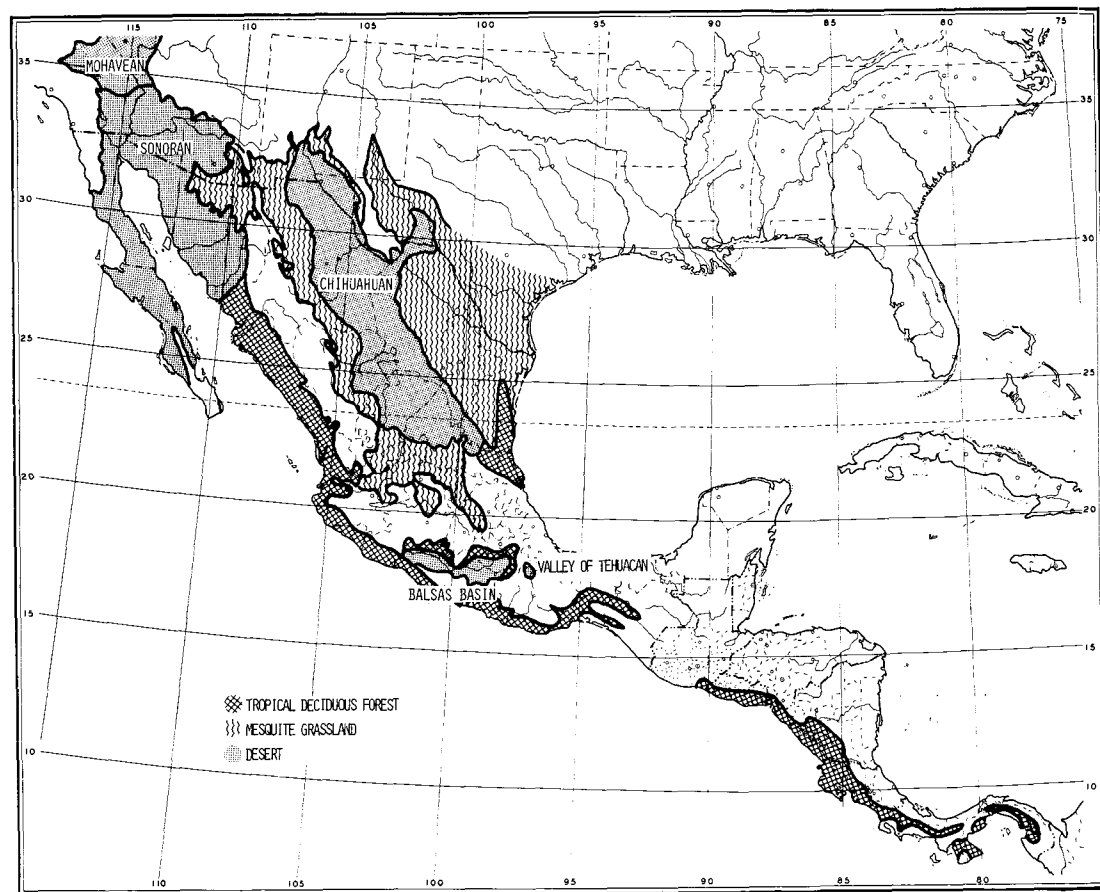 115 110 105 100 95 90 85 80 75
35
MOHAVEAN
35
SONORAN
30
30
CHIHUAHUAN
25
25
20
20
VALLEY OF TEHUACAN
BALSAS BASIN
15
15
TROPICAL DECIDUOUS FOREST
MESQUITE GRASSLAND
DESERT
10
10
110 105 100 95 90 85 80